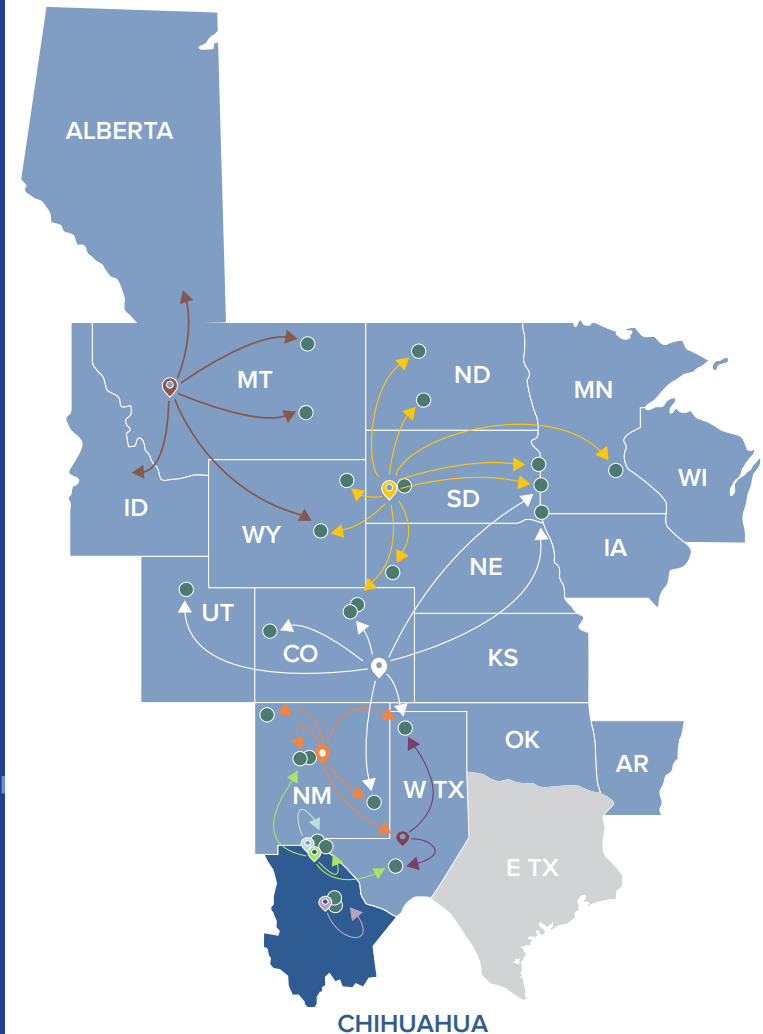 ALBERTA
MT
ND
MN
WI
ID
WY
SD
IA
NE
UT
CO
KS
OK
AR
NM
W TX
E TX
CHIHUAHUA